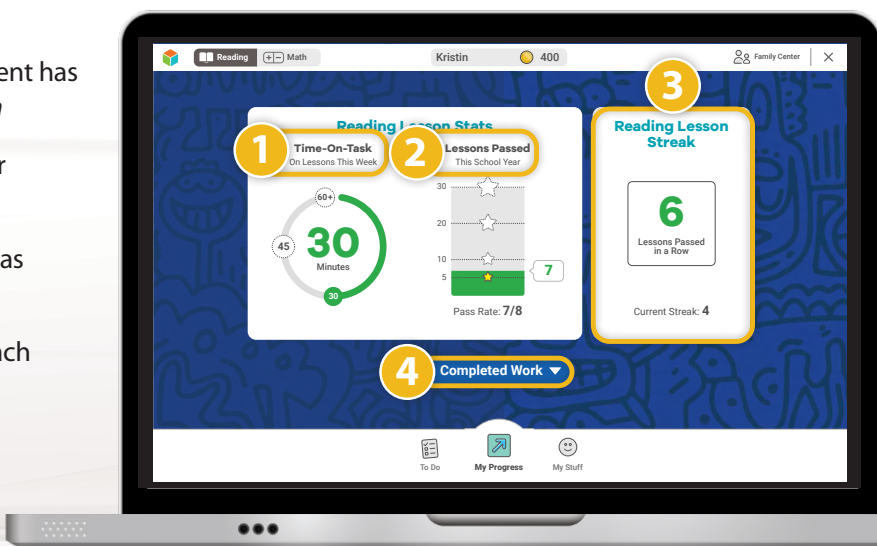 ent has
r
as
ach
Reading
Math
Kristin
400
Family Center
3
Reading Lesson Stats
1
Time-On-Task
On Lessons This Week
2
Lessons Passed
This School Year
60+
45
30
Minutes
30
30
20
10
5
7
Pass Rate: 7/8
Reading Lesson
Streak
6
Lessons Passed
in a Row
Current Streak: 4
4
Completed Work
To Do
My Progress
My Stuff